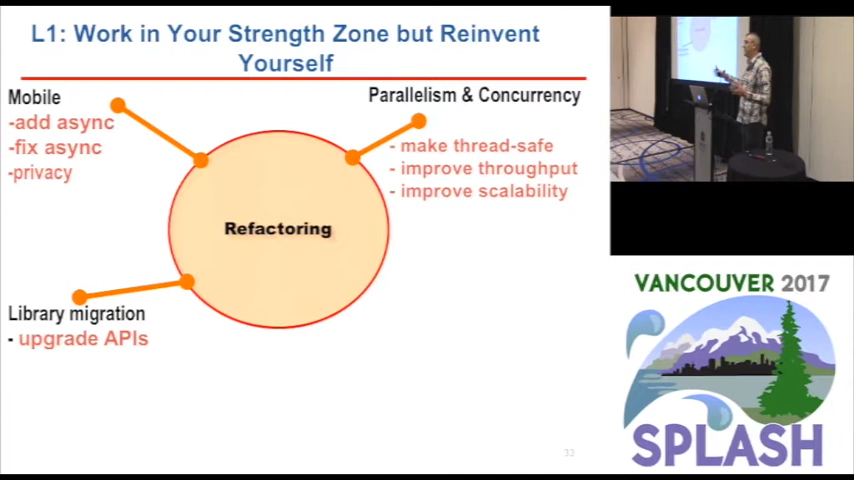 L1: Work in Your Strength Zone but Reinvent
Yourself
Mobile
-add async
-fix async
-privacy
Parallelism & Concurrency
- make thread-safe
- improve throughput
- improve scalability
Refactoring
Library migration
- upgrade APIs
33
VANCOUVER 2017
SPLASH